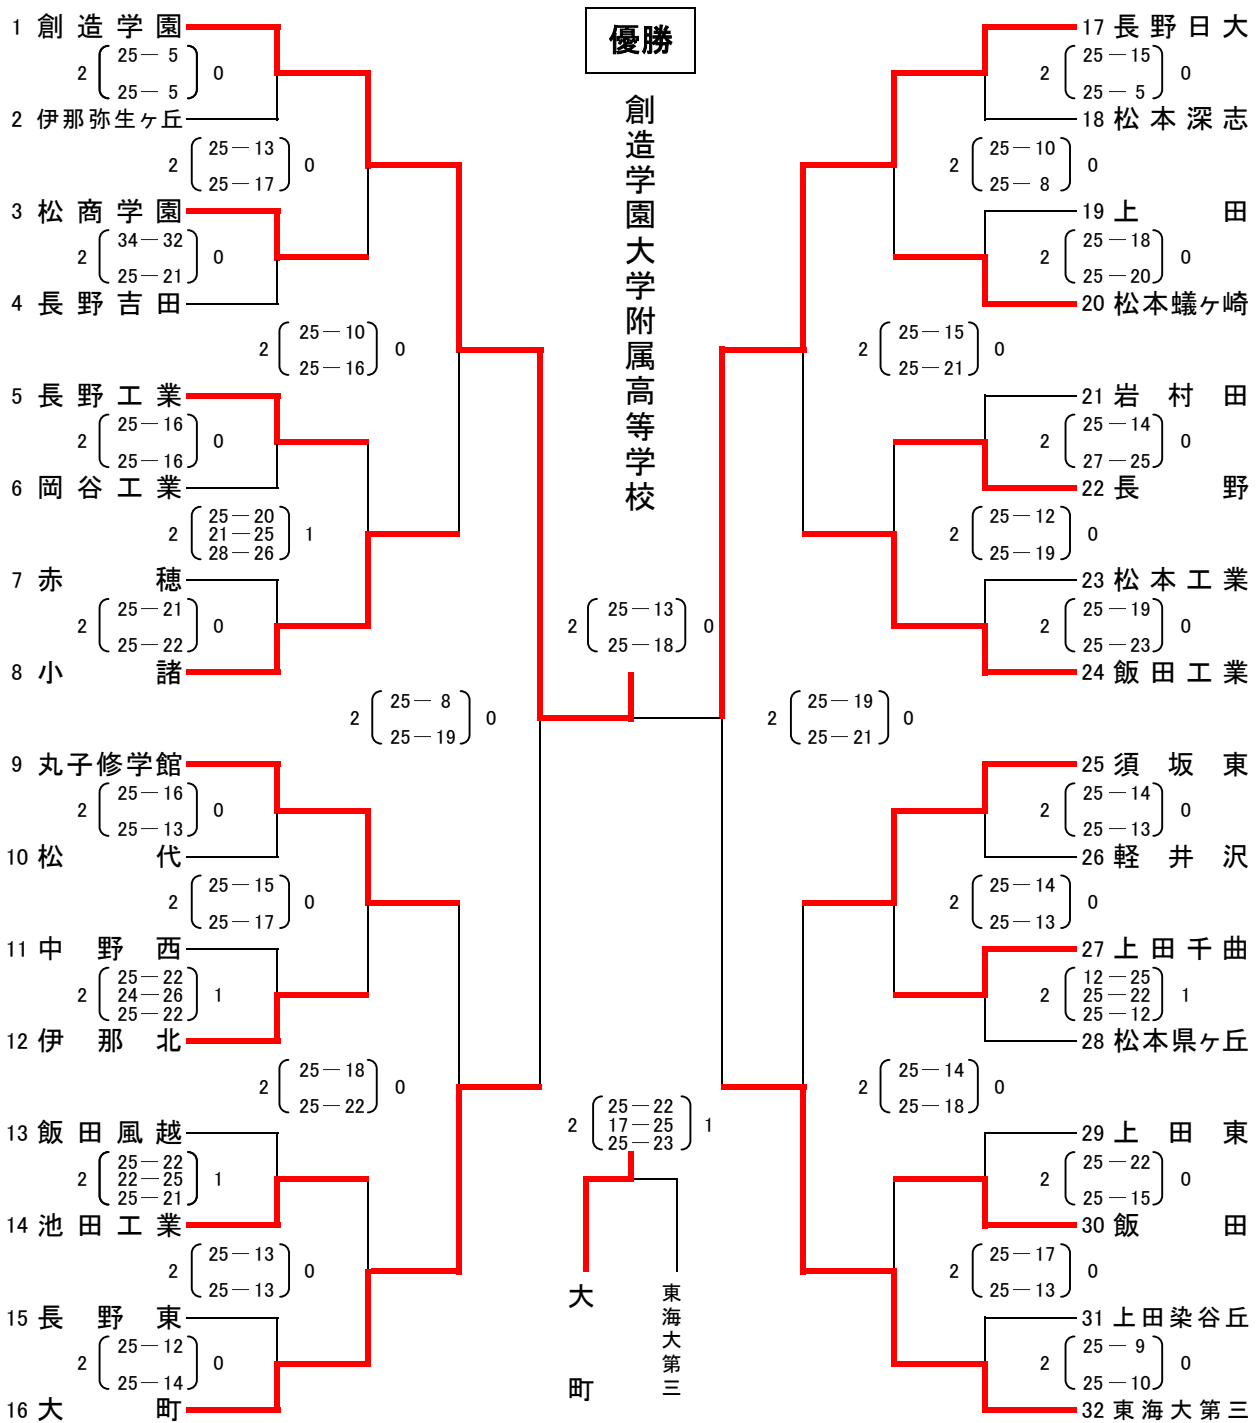 優勝
創造学園大学附属高等学校
1 創造学園
2 (25－5 25－5) 0
2 伊那弥生ヶ丘
2 (25－13 25－17) 0
3 松商学園
2 (34－32 25－21) 0
4 長野吉田
2 (25－10 25－16) 0
5 長野工業
2 (25－16 25－16) 0
6 岡谷工業
2 (25－20 21－25 28－26) 1
7 赤穂
2 (25－21 25－22) 0
8 小諸
2 (25－8 25－19) 0
9 丸子修学館
2 (25－16 25－13) 0
10 松代
2 (25－15 25－17) 0
11 中野西
2 (25－22 24－26 25－22) 1
12 伊那北
2 (25－18 25－22) 0
13 飯田風越
2 (25－22 22－25 25－21) 1
14 池田工業
2 (25－13 25－13) 0
15 長野東
2 (25－12 25－14) 0
16 大町
2 (25－13 25－18) 0
2 (25－22 17－25 25－23) 1
大町
東海大第三
17 長野日大
2 (25－15 25－5) 0
18 松本深志
2 (25－10 25－8) 0
19 上田
2 (25－18 25－20) 0
20 松本蟻ヶ崎
2 (25－15 25－21) 0
21 岩村田
2 (25－14 27－25) 0
22 長野
2 (25－12 25－19) 0
23 松本工業
2 (25－19 25－23) 0
24 飯田工業
2 (25－19 25－21) 0
25 須坂東
2 (25－14 25－13) 0
26 軽井沢
2 (25－14 25－13) 0
27 上田千曲
2 (12－25 25－22 25－12) 1
28 松本県ヶ丘
2 (25－14 25－18) 0
29 上田東
2 (25－22 25－15) 0
30 飯田
2 (25－17 25－13) 0
31 上田染谷丘
2 (25－9 25－10) 0
32 東海大第三